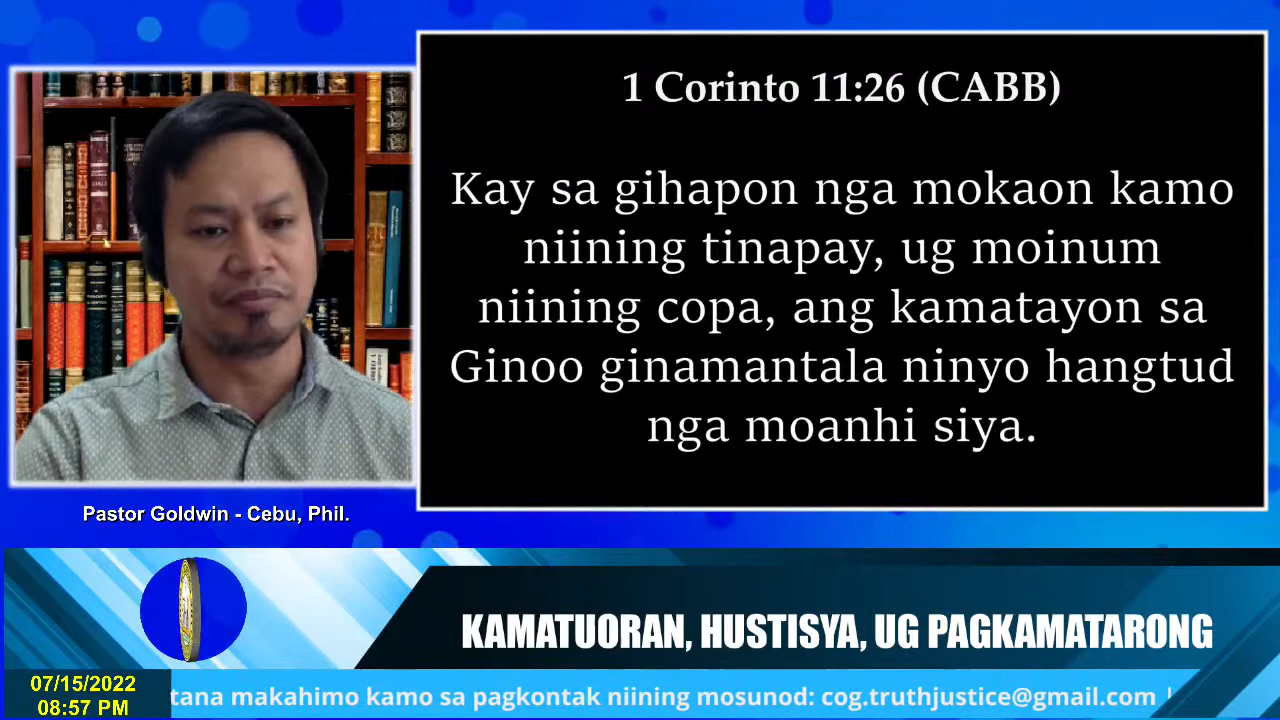 1 Corinto 11:26 (CABB)
Kay sa gihapon nga mokaon kamo
niining tinapay, ug moinum
niining copa, ang kamatayon sa
Ginoo ginamantala ninyo hangtud
nga moanhi siya.
Pastor Goldwin - Cebu, Phil.
KAMATUORAN, HUSTISYA, UG PAGKAMATARONG
07/15/2022
08:57 PM
tana makahimo kamo sa pagkontak niining mosunod: cog.truthjustice@gmail.com |